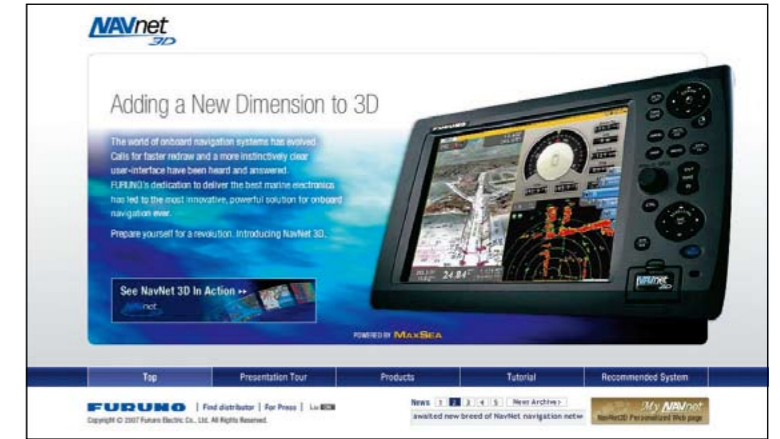 NAVnet
3D
Adding a New Dimension to 3D
The world of onboard navigation systems has evolved.
Calls for faster redraw and a more instinctively clear
user-interface have been heard and answered.
FURUNO's dedication to deliver the best marine electronics
has led to the most innovative, powerful solution for onboard
navigation ever.
Prepare yourself for a revolution. Introducing NavNet 3D.
FURUNO
24.84
NAVnet
3D
See NavNet 3D In Action
NAVnet
POWERED BY MAXSEA
Top Presentation Tour Products Tutorial Recommended System
FURUNO | Find distributor | For Press |
Copyright © 2007 Furuno Electric Co., Ltd. All Rights Reserved.
News 1 2 3 4 5 News Archive>
awaited new breed of NavNet navigation netw
My NAVnet
NavNet3D Personalized Web page